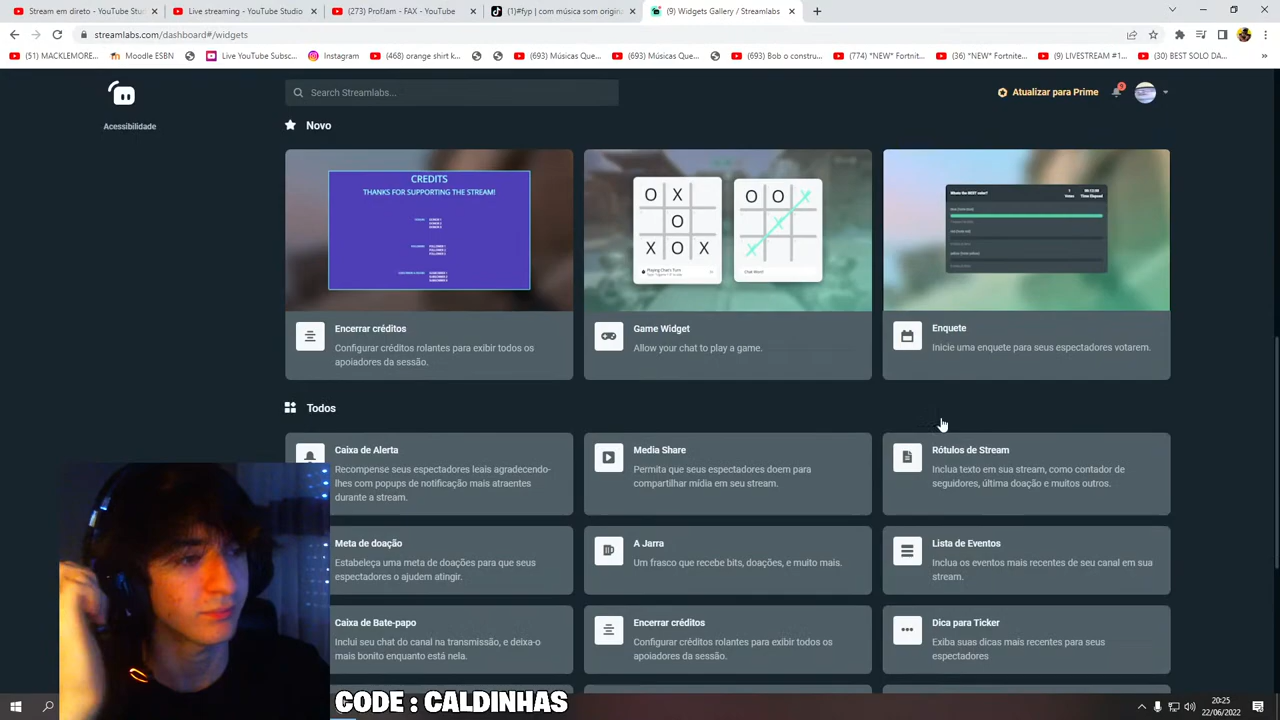 Stream em direto - YouTube Studio
Live streaming - YouTube Studio
(273) ProfJam - FAX - YouTube
(1)#fyp | com música som origina
(9) Widgets Gallery / Streamlabs
streamlabs.com/dashboard#/widgets
(51) MACKLEMORE...
Moodle ESBN
Live YouTube Subsc...
Instagram
(468) orange shirt k...
(693) Músicas Que...
(693) Músicas Que...
(693) Bob o constru...
(774) *NEW* Fortnit...
(36) *NEW* Fortnite...
(9) LIVESTREAM #1...
(30) BEST SOLO DA...
Search Streamlabs...
Atualizar para Prime
Acessibilidade
Novo
CREDITS
THANKS FOR SUPPORTING THE STREAM!
O X
O
X O X
O O X
X
X
Encerrar créditos
Configurar créditos rolantes para exibir todos os
apoiadores da sessão.
Game Widget
Allow your chat to play a game.
Enquete
Inicie uma enquete para seus espectadores votarem.
Todos
Caixa de Alerta
Recompense seus espectadores leais agradecendo-
lhes com popups de notificação mais atraentes
durante a stream.
Media Share
Permita que seus espectadores doem para
compartilhar mídia em seu stream.
Rótulos de Stream
Inclua texto em sua stream, como contador de
seguidores, última doação e muitos outros.
Meta de doação
Estabeleça uma meta de doações para que seus
espectadores o ajudem atingir.
A Jarra
Um frasco que recebe bits, doações, e muito mais.
Lista de Eventos
Inclua os eventos mais recentes de seu canal em sua
stream.
Caixa de Bate-papo
Inclui seu chat do canal na transmissão, e deixa-o
mais bonito enquanto está nela.
Encerrar créditos
Configurar créditos rolantes para exibir todos os
apoiadores da sessão.
Dica para Ticker
Exiba suas dicas mais recentes para seus
espectadores
CODE : CALDINHAS
20:25
22/06/2022